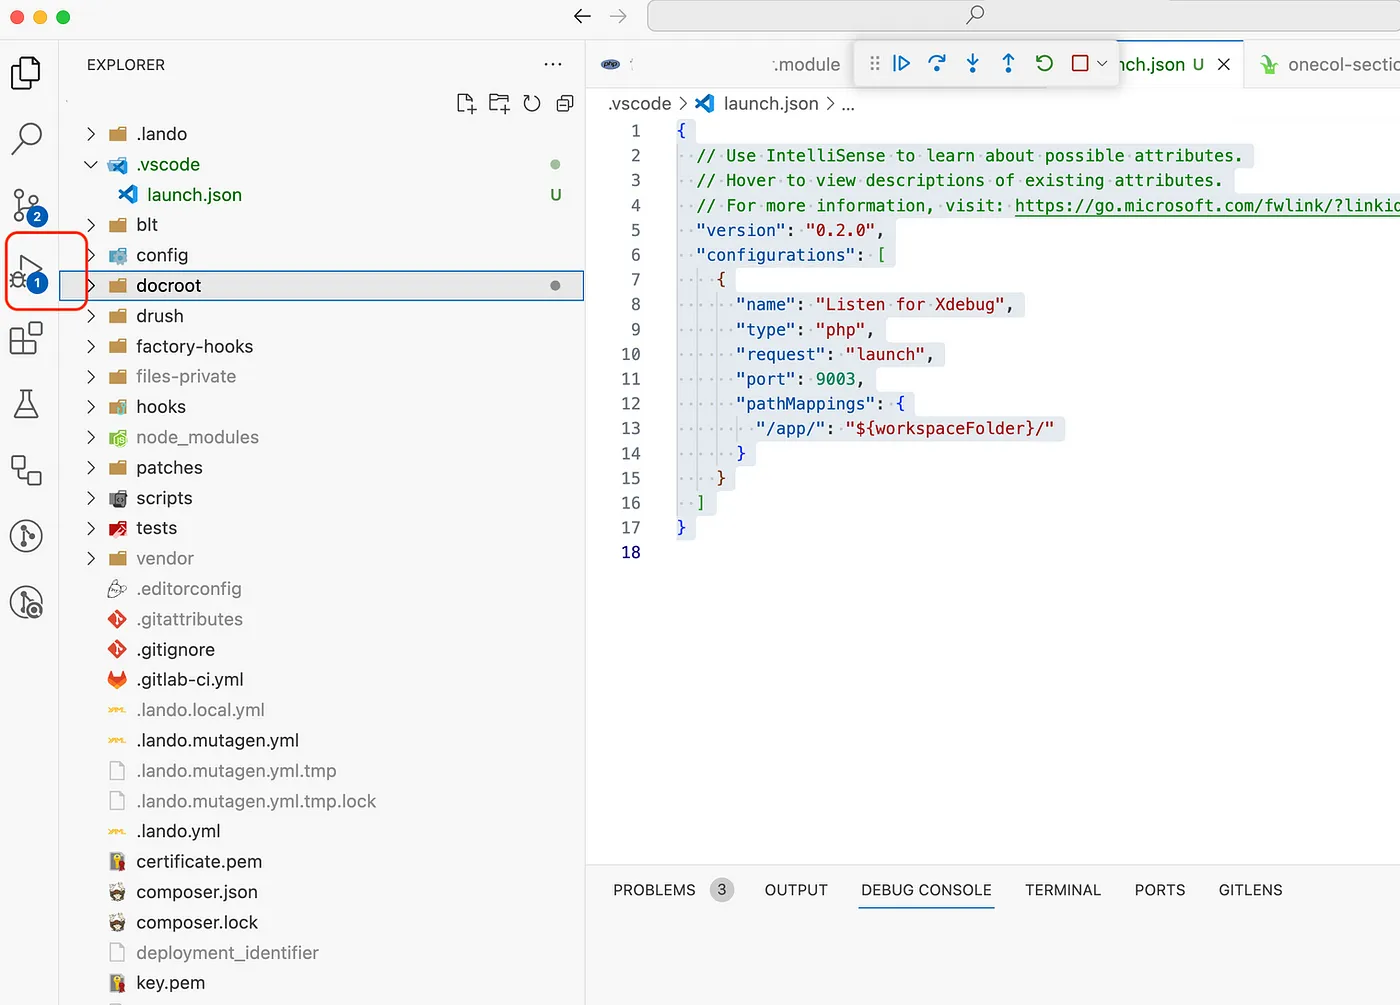 EXPLORER
.lando
.vscode
launch.json U
2
blt
config
1
docroot
drush
factory-hooks
files-private
hooks
node_modules
patches
scripts
tests
vendor
.editorconfig
.gitattributes
.gitignore
.gitlab-ci.yml
.lando.local.yml
.lando.mutagen.yml
.lando.mutagen.yml.tmp
.lando.mutagen.yml.tmp.lock
.lando.yml
certificate.pem
composer.json
composer.lock
deployment_identifier
key.pem
php .module nch.json U onecol-sectio
.vscode > launch.json > ...
1 {
2 // Use IntelliSense to learn about possible attributes.
3 // Hover to view descriptions of existing attributes.
4 // For more information, visit: https://go.microsoft.com/fwlink/?linkid
5 "version": "0.2.0",
6 "configurations": [
7 {
8 "name": "Listen for Xdebug",
9 "type": "php",
10 "request": "launch",
11 "port": 9003,
12 "pathMappings": {
13 "/app/": "${workspaceFolder}/"
14 }
15 }
16 ]
17 }
18
PROBLEMS 3 OUTPUT DEBUG CONSOLE TERMINAL PORTS GITLENS